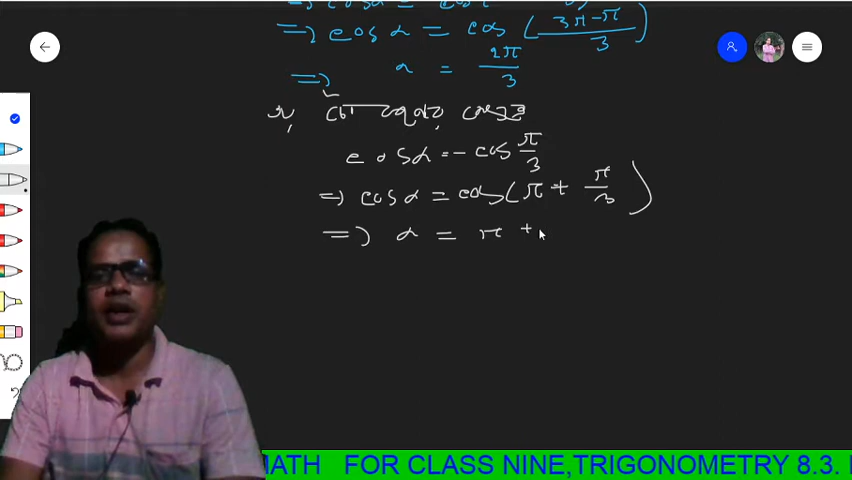 => cos α = cos (3π-π/3)
=> α = 2π/3
cos α = - cos π/3
=> cos α = cos (π + π/3)
=> α = π +
MATH FOR CLASS NINE,TRIGONOMETRY 8.3.